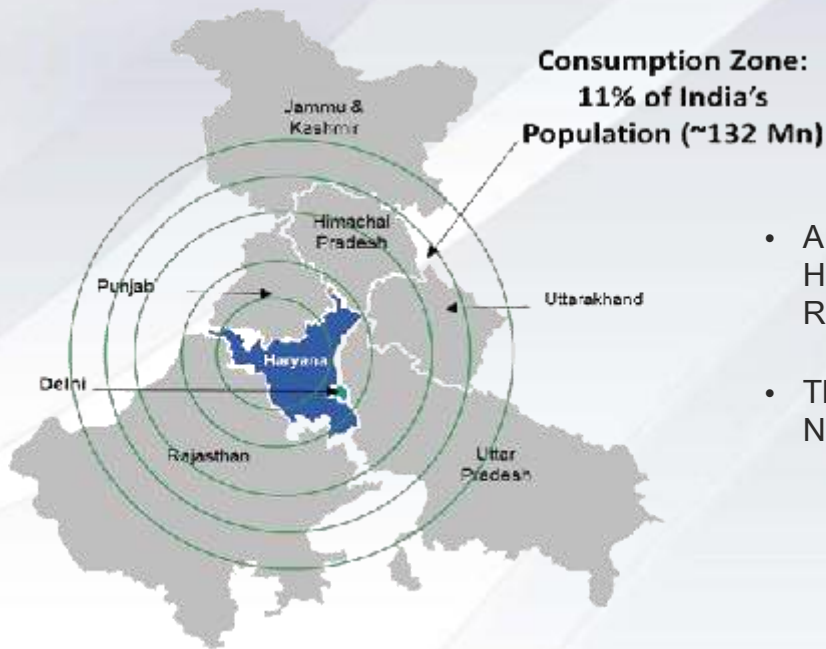 Consumption Zone:
11% of India's
Population (~132 Mn)
Jammu &
Kashmir
Himachal
Pradesh
Punjab
Uttarakhand
Haryana
Delhi
Rajasthan
Uttar
Pradesh
• A
H
R
• T
N